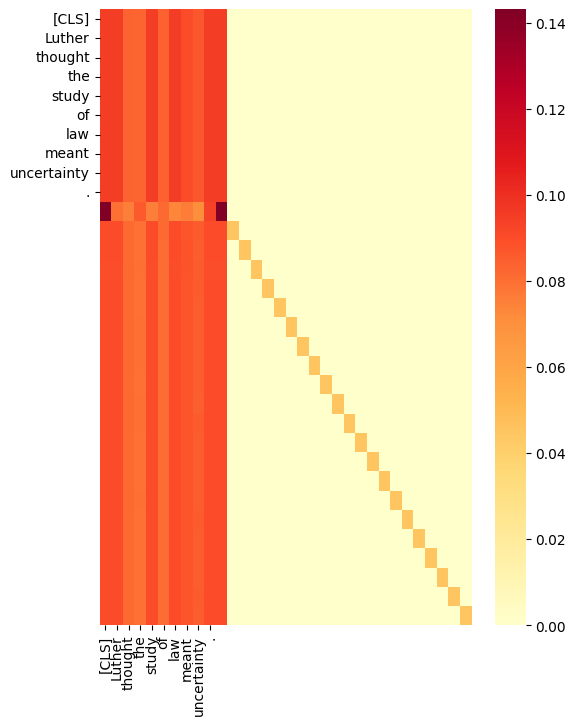 [CLS]
Luther
thought
the
study
of
law
meant
uncertainty
.
[CLS]
Luther
thought
the
study
of
law
meant
uncertainty
.
0.14
0.12
0.10
0.08
0.06
0.04
0.02
0.00